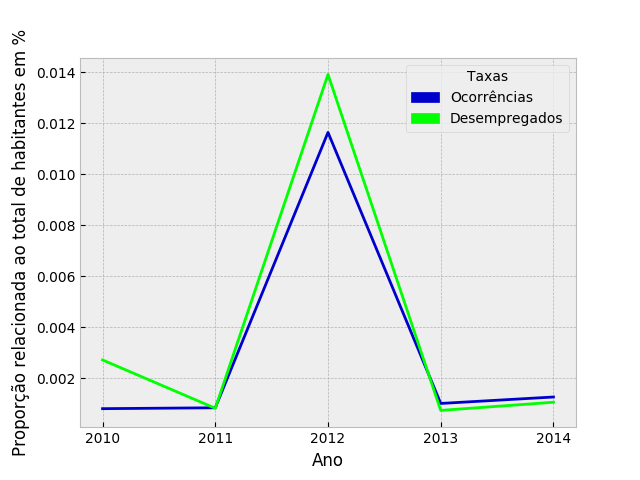 Proporção relacionada ao total de habitantes em %
0.014
0.012
0.010
0.008
0.006
0.004
0.002
Taxas
Ocorrências
Desempregados
2010 2011 2012 2013 2014
Ano